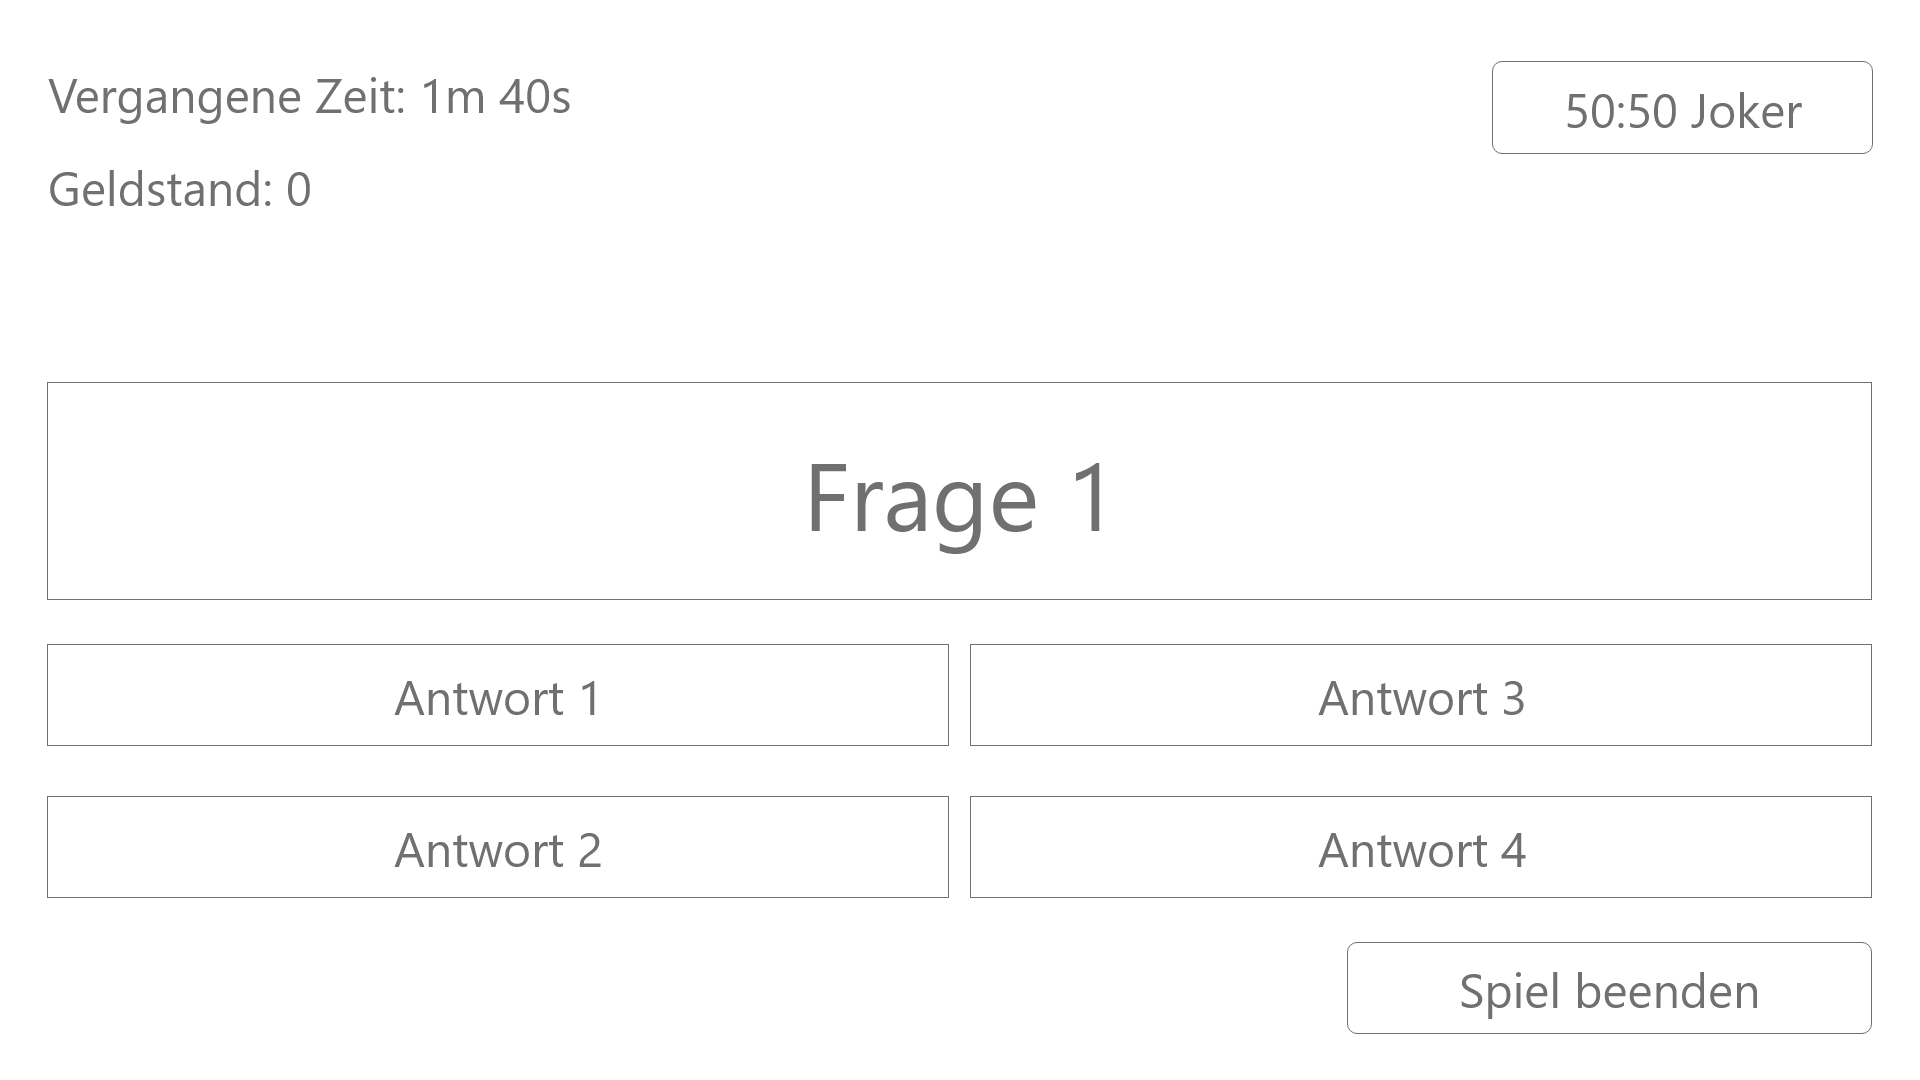 Vergangene Zeit: 1m 40s
50:50 Joker
Geldstand: 0
Frage 1
Antwort 1
Antwort 3
Antwort 2
Antwort 4
Spiel beenden